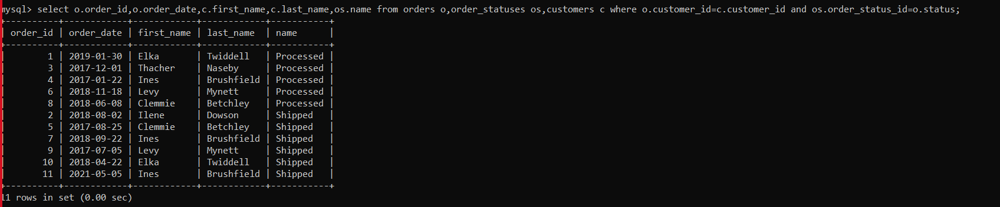 mysql> select o.order_id,o.order_date,c.first_name,c.last_name,os.name from orders o,order_statuses os,customers c where o.customer_id=c.customer_id and os.order_status_id=o.status;
+----------+------------+------------+------------+-----------+
| order_id | order_date | first_name | last_name  | name      |
+----------+------------+------------+------------+-----------+
|        1 | 2019-01-30 | Elka       | Twiddell   | Processed |
|        3 | 2017-12-01 | Thacher    | Naseby     | Processed |
|        4 | 2017-01-22 | Ines       | Brushfield | Processed |
|        6 | 2018-11-18 | Levy       | Mynett     | Processed |
|        8 | 2018-06-08 | Clemmie    | Betchley   | Processed |
|        2 | 2018-08-02 | Ilene      | Dowson     | Shipped   |
|        5 | 2017-08-25 | Clemmie    | Betchley   | Shipped   |
|        7 | 2018-09-22 | Ines       | Brushfield | Shipped   |
|        9 | 2017-07-05 | Levy       | Mynett     | Shipped   |
|       10 | 2018-04-22 | Elka       | Twiddell   | Shipped   |
|       11 | 2021-05-05 | Ines       | Brushfield | Shipped   |
+----------+------------+------------+------------+-----------+
11 rows in set (0.00 sec)